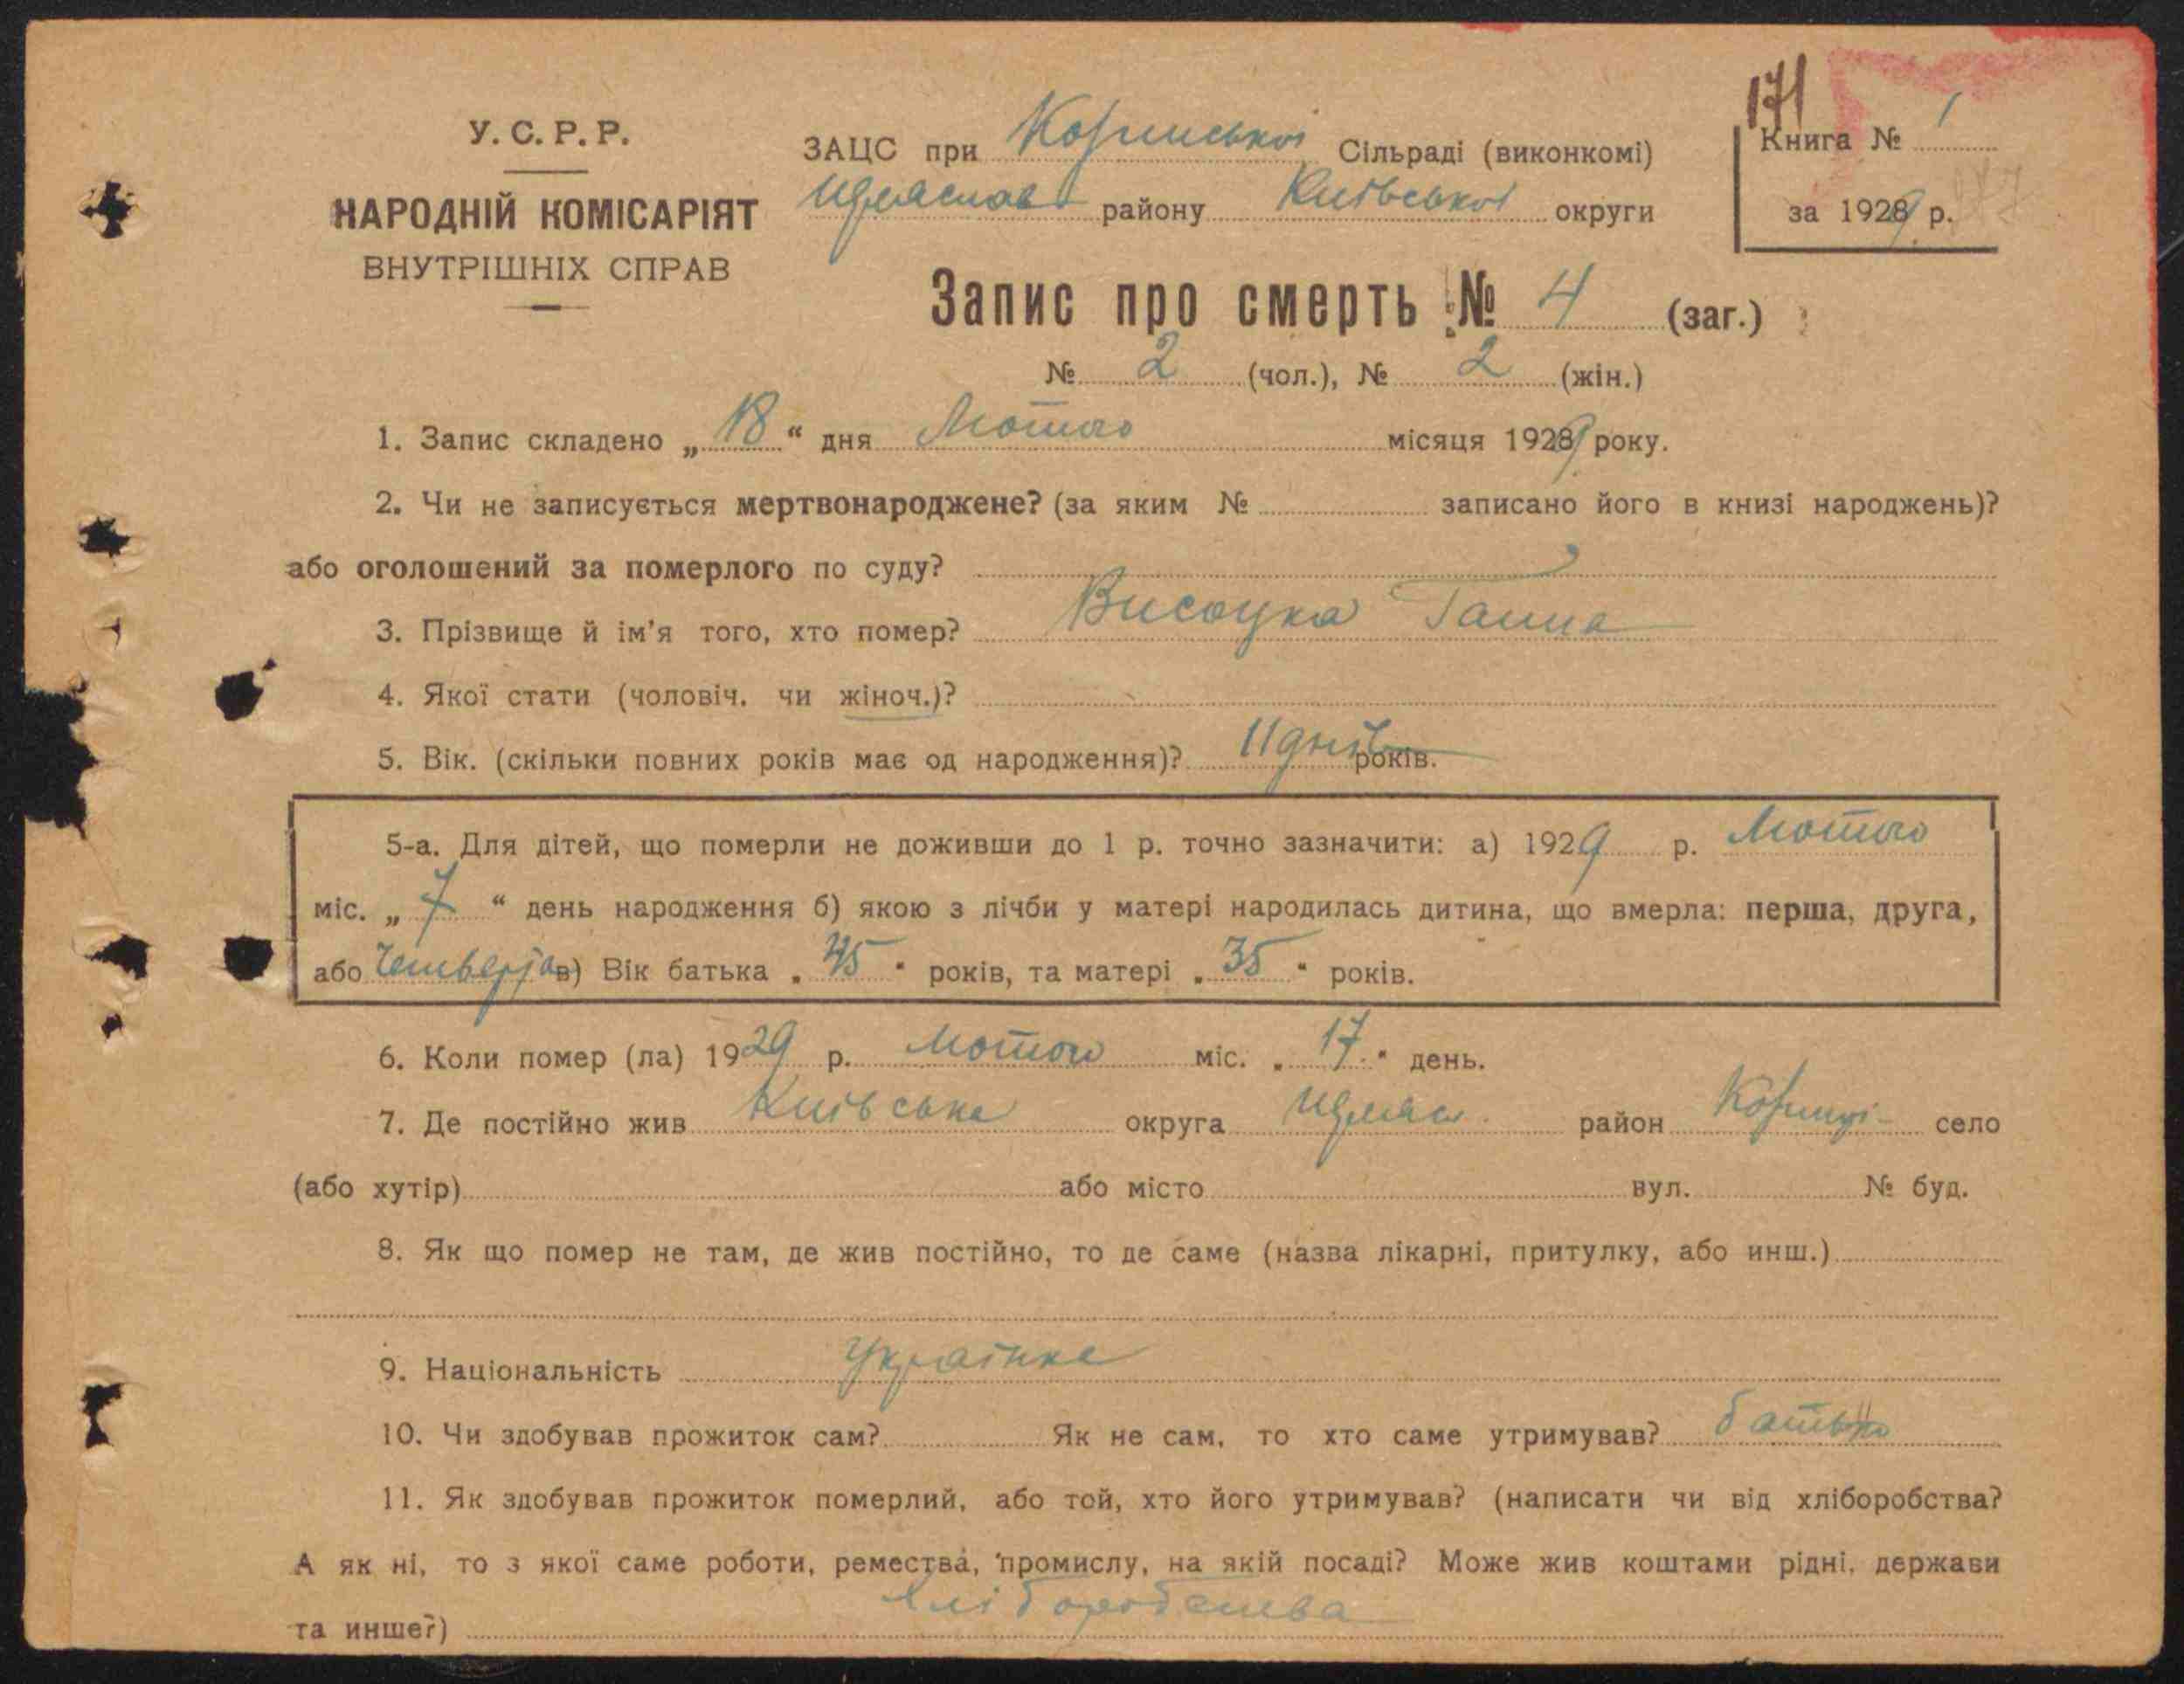 171
У. С. Р. Р.
НАРОДНІЙ КОМІСАРІЯТ
ВНУТРІШНІХ СПРАВ
ЗАЦС при Сільраді (виконкомі)
району Київської округи
Книга № 1
за 1929 р.
Запис про смерть № 4 (заг.)
№ 2 (чол.), № 2 (жін.)
1. Запис складено „ 18 “ дня Лютого місяця 1929 року.
2. Чи не записується мертвонароджене? (за яким № записано його в книзі народжень)?
або оголошений за померлого по суду?
3. Прізвище й ім'я того, хто помер? Висоцка Ганна
4. Якої стати (чоловіч. чи жіноч.)?
5. Вік. (скільки повних років має од народження)? 11 днів років.
5-а. Для дітей, що померли не доживши до 1 р. точно зазначити: а) 1929 р. Лютого
міс. „ 7 “ день народження б) якою з лічби у матері народилась дитина, що вмерла: перша, друга,
або четверта в) Вік батька „ 45 “ років, та матері „ 35 “ років.
6. Коли помер (ла) 1929 р. Лютого міс. „ 17 “ день.
7. Де постійно жив Київська округа район село
(або хутір) або місто вул. № буд.
8. Як що помер не там, де жив постійно, то де саме (назва лікарні, притулку, або инш.)
9. Національність Українка
10. Чи здобував прожиток сам? Як не сам, то хто саме утримував? батько
11. Як здобував прожиток померлий, або той, хто його утримував? (написати чи від хліборобства?
А як ні, то з якої саме роботи, ремества, промислу, на якій посаді? Може жив коштами рідні, держави
та инше?) Хліборобства